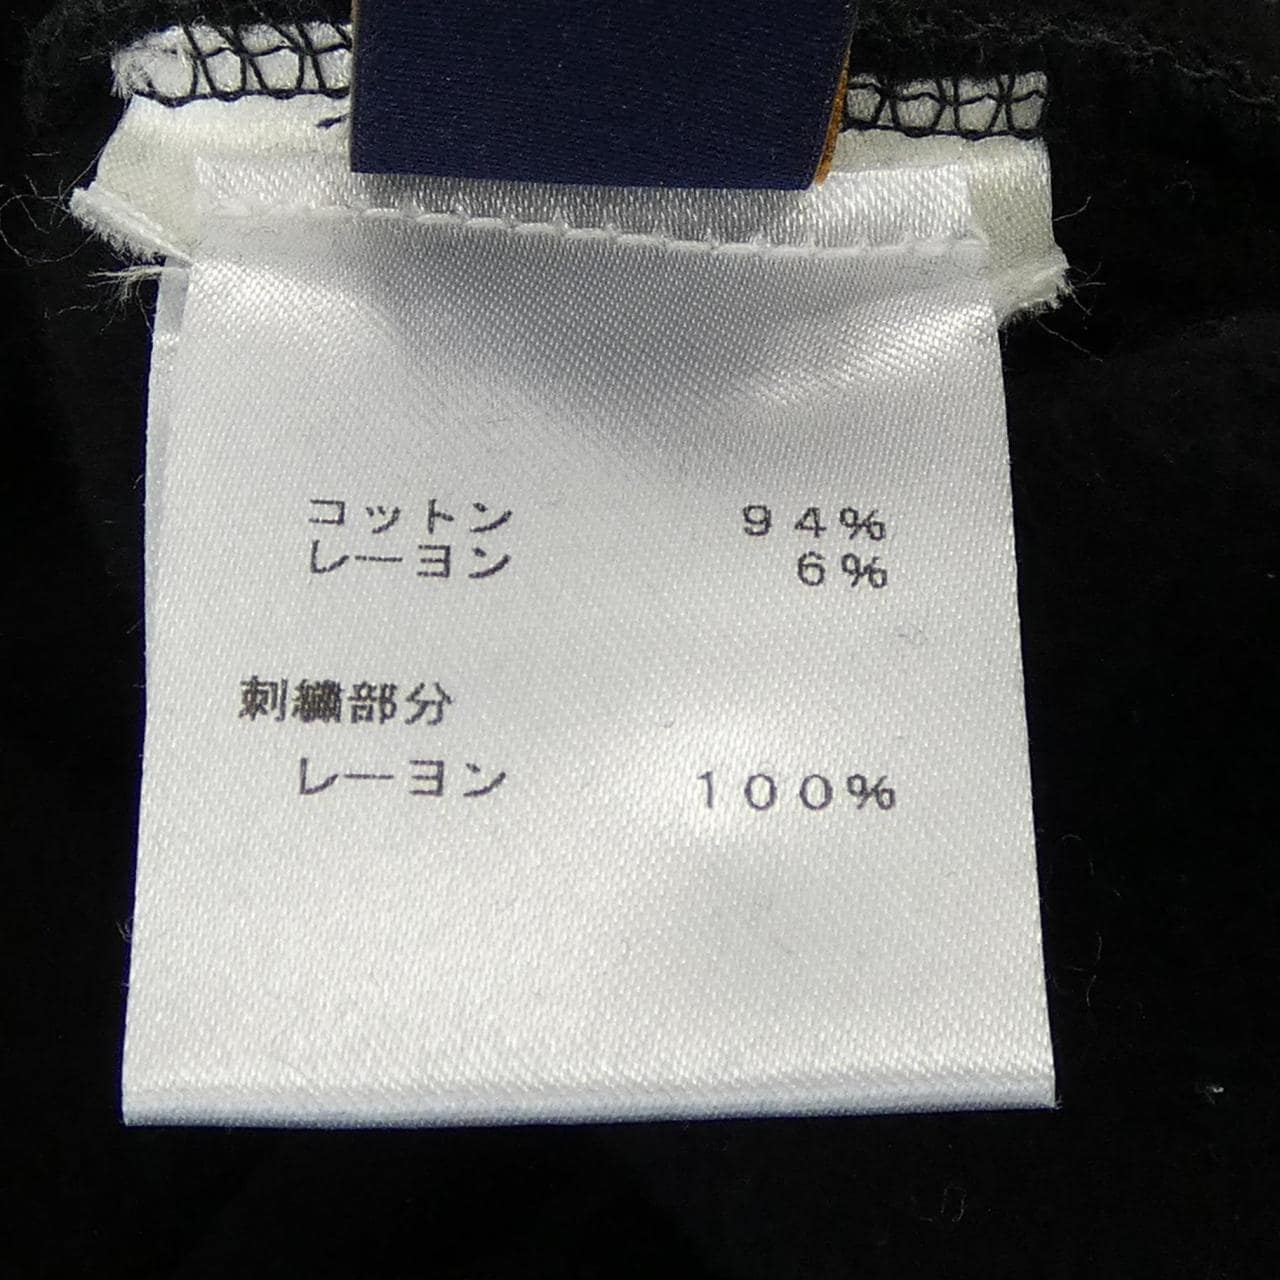 コットン 94%
レーヨン 6%
刺繍部分
レーヨン 100%